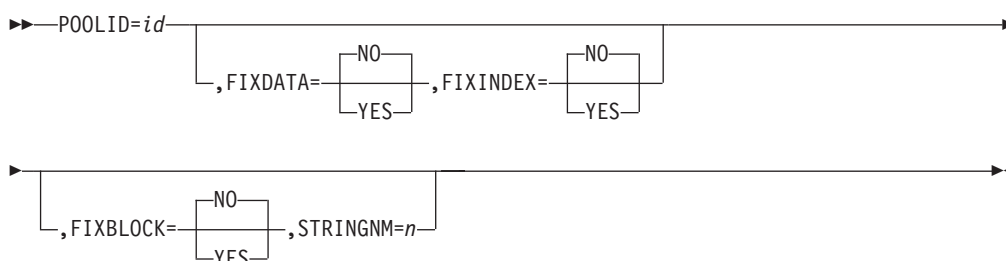 POOLID=id
NO NO
,FIXDATA= ,FIXINDEX=
YES YES
NO
,FIXBLOCK= ,STRINGNM=n
YES